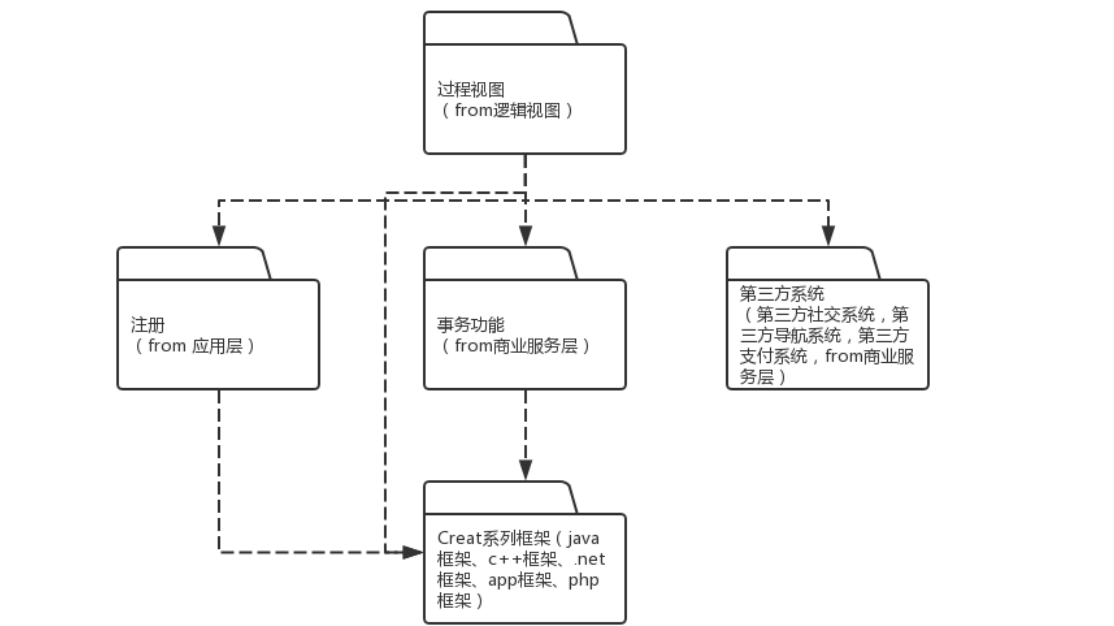 过程视图
（from逻辑视图）
注册
（from 应用层）
事务功能
（from商业服务层）
第三方系统
（第三方社交系统，第
三方导航系统，第三方
支付系统，from商业服
务层）
Creat系列框架（java
框架、c++框架、.net
框架、app框架、php
框架）